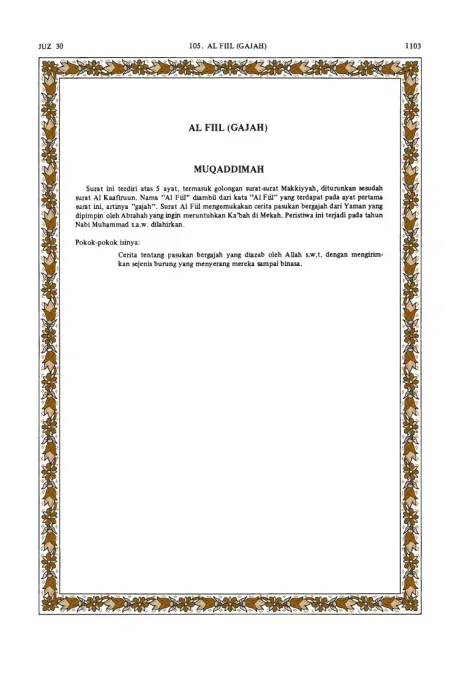 JUZ 30 105. AL FIIL (GAJAH) 1103
AL FIIL (GAJAH)
MUQADDIMAH
Surat ini terdiri atas 5 ayat, termasuk golongan surat-surat Makkiyyah, diturunkan sesudah
surat Al Kaafiruun. Nama "Al Fiil" diambil dari kata "Al Fiil" yang terdapat pada ayat pertama
surat ini, artinya "gajah". Surat Al Fiil mengemukakan cerita pasukan bergajah dari Yaman yang
dipimpin oleh Abrahah yang ingin meruntuhkan Ka'bah di Mekah. Peristiwa ini terjadi pada tahun
Nabi Muhammad s.a.w. dilahirkan.
Pokok-pokok isinya:
Cerita tentang pasukan bergajah yang diazab oleh Allah s.w.t. dengan mengirim-
kan sejenis burung yang menyerang mereka sampai binasa.